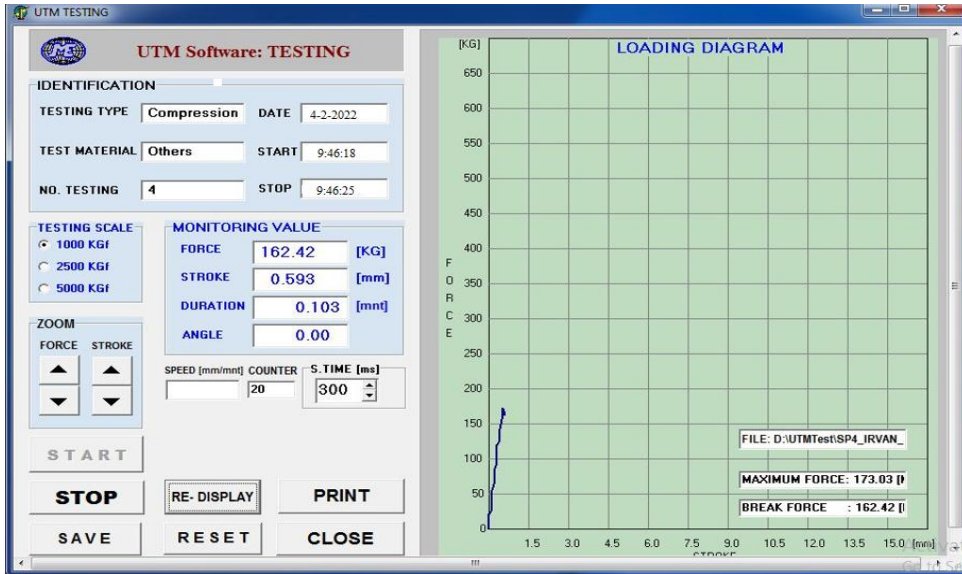 UTM TESTING
UTM Software: TESTING
IDENTIFICATION
TESTING TYPE Compression DATE 4-2-2022
TEST MATERIAL Others START 9:46:18
NO. TESTING 4 STOP 9:46:25
TESTING SCALE
1000 KGf
2500 KGf
5000 KGf
MONITORING VALUE
FORCE 162.42 [KG]
STROKE 0.593 [mm]
DURATION 0.103 [mnt]
ANGLE 0.00
ZOOM
FORCE STROKE
SPEED [mm/mnt] COUNTER S.TIME [ms]
20 300
START
STOP RE- DISPLAY PRINT
SAVE RESET CLOSE
[KG] LOADING DIAGRAM
650
600
550
500
450
400
350
300
250
200
150
100
50
0
FORCE
FILE: D:\UTMTest\SP4_IRVAN_
MAXIMUM FORCE: 173.03
BREAK FORCE : 162.42
1.5 3.0 4.5 6.0 7.5 9.0 10.5 12.0 13.5 15.0 [mm]
STROKE